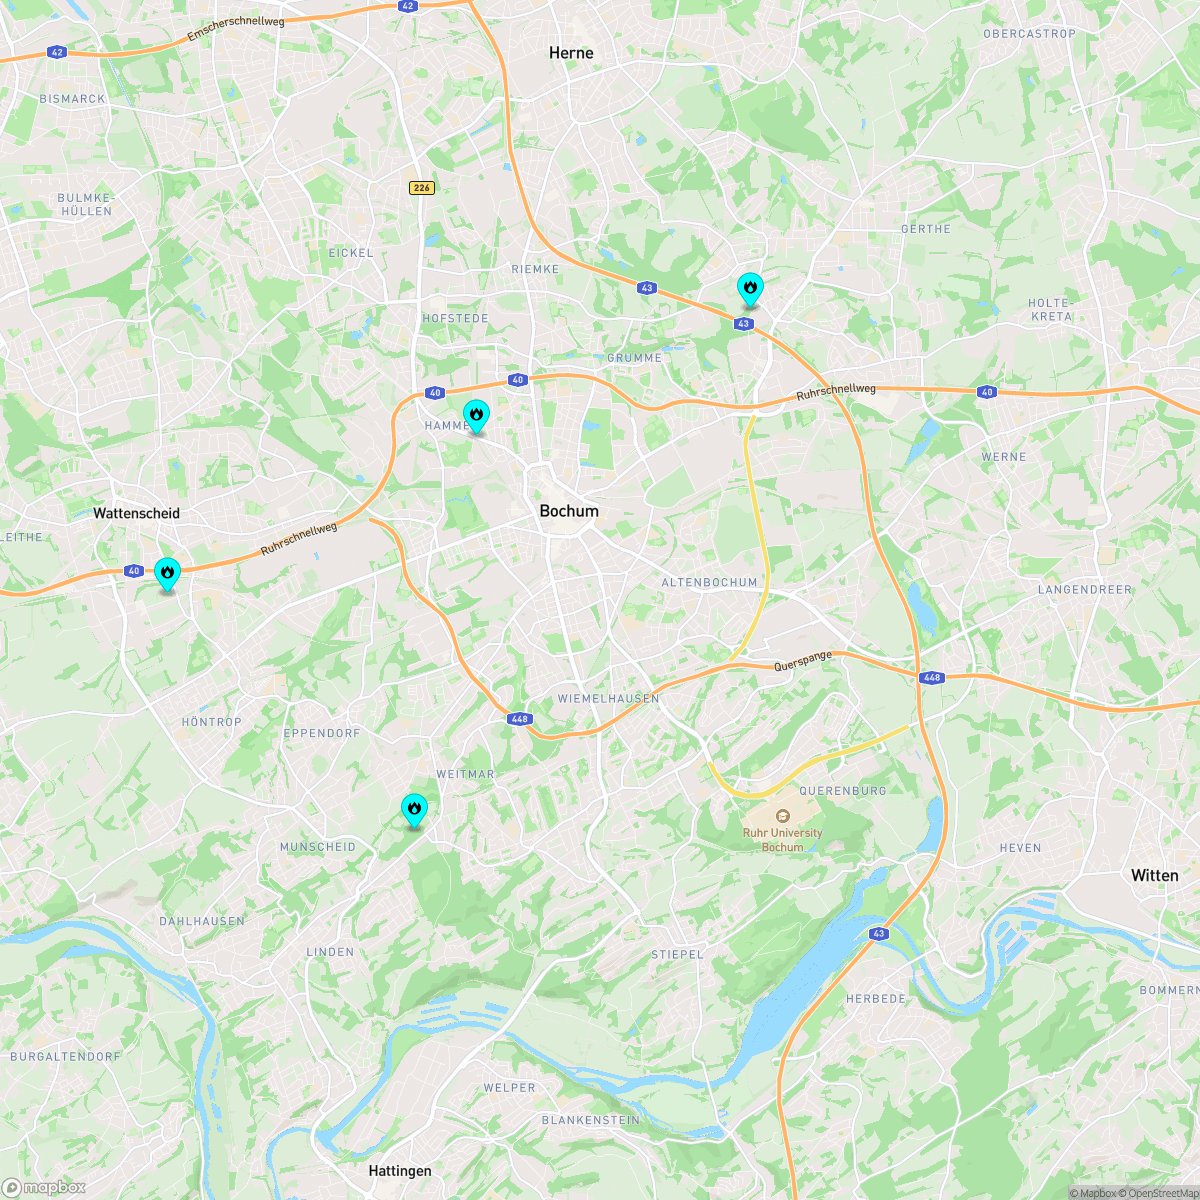 42
Emscherschnellweg
42
Herne
OBERCASTROP
BISMARCK
226
BULMKE-
HÜLLEN
GERTHE
EICKEL
RIEMKE
43
HOLTE-
KRETA
HOFSTEDE
43
GRUMME
40
40
Ruhrschnellweg
40
HAMME
WERNE
Wattenscheid
Bochum
LEITHE
Ruhrschnellweg
40
ALTENBOCHUM
LANGENDREER
Querspange
448
WIEMELHAUSEN
HÖNTROP
448
EPPENDORF
WEITMAR
QUERENBURG
Ruhr University
Bochum
MUNSCHEID
HEVEN
Witten
DAHLHAUSEN
43
LINDEN
STIEPEL
BOMMERN
HERBEDE
BURGALTENDORF
WELPER
BLANKENSTEIN
Hattingen
mapbox
© Mapbox © OpenStreetMap